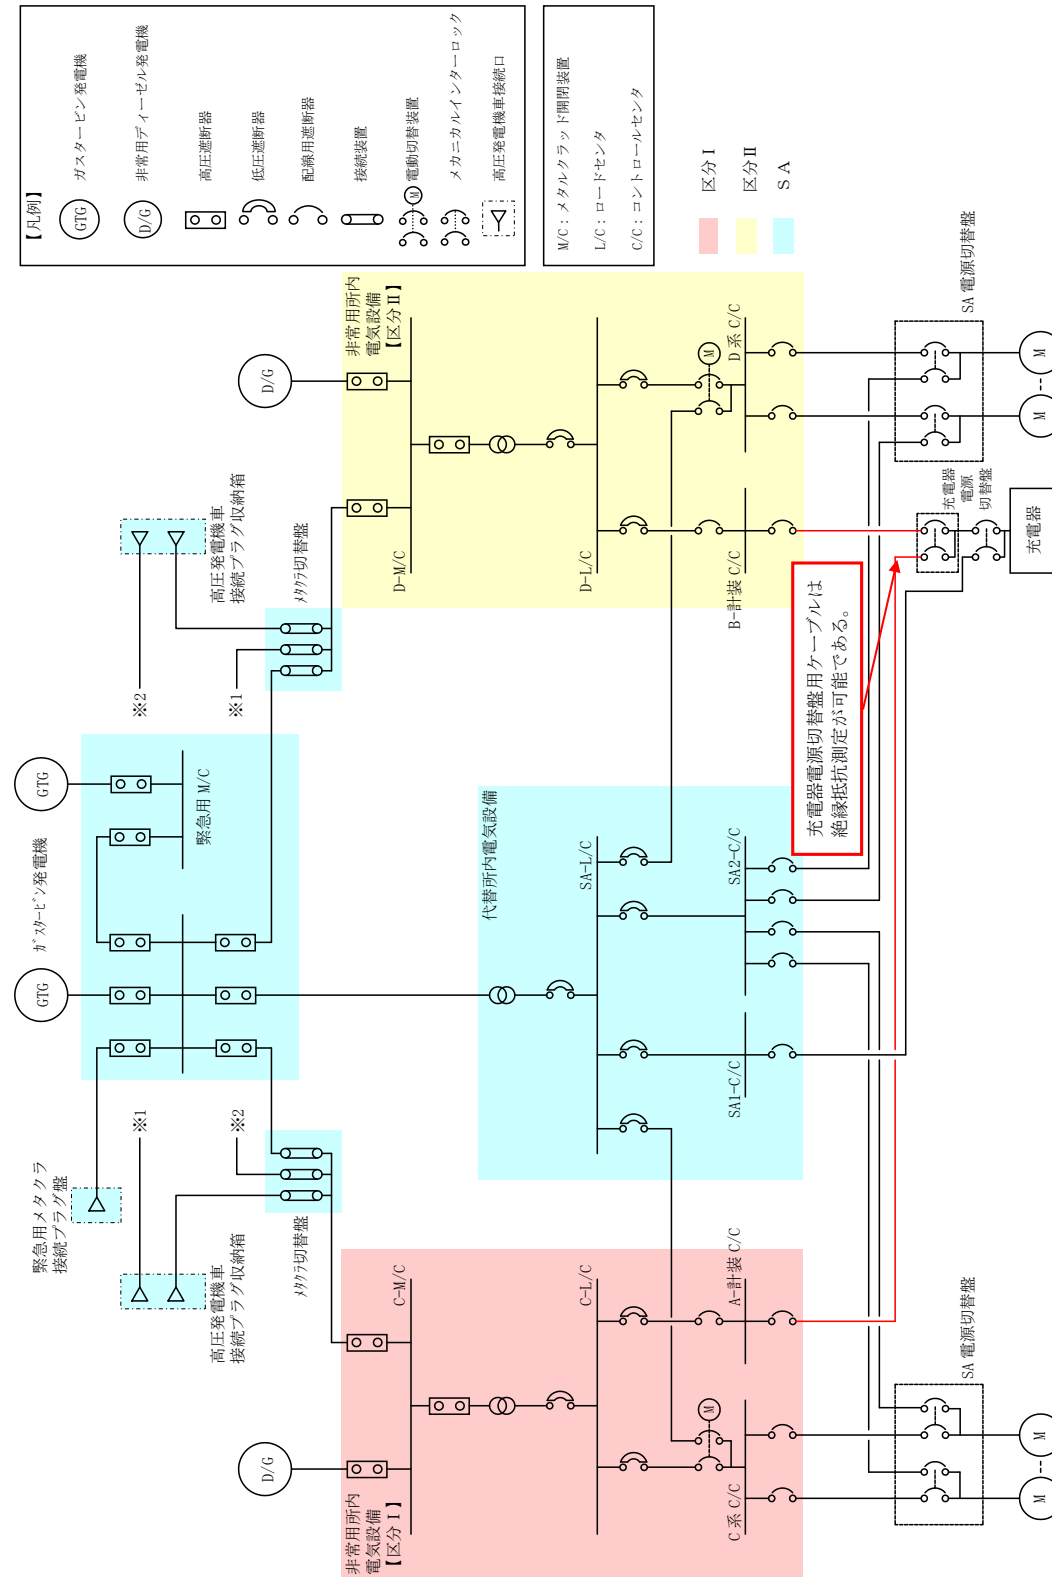 【凡例】
GTG
ガスタービン発電機
D/G
非常用ディーゼル発電機
高圧遮断器
低圧遮断器
配線用遮断器
接続装置
M
電動切替装置
メカニカルインターロック
高圧発電機車接続口
M/C：メタルクラッド開閉装置
L/C：ロードセンタ
C/C：コントロールセンタ
区分Ⅰ
区分Ⅱ
ＳＡ
緊急用メタクラ
接続プラグ盤
GTG
ｶﾞｽﾀｰﾋﾞﾝ発電機
GTG
緊急用 M/C
高圧発電機車
接続プラグ収納箱
※1
※2
ﾒﾀｸﾗ切替盤
高圧発電機車
接続プラグ収納箱
※2
※1
ﾒﾀｸﾗ切替盤
D/G
非常用所内
電気設備
【区分Ⅰ】
C-M/C
C-L/C
M
C 系 C/C
A-計装 C/C
代替所内電気設備
SA-L/C
SA1-C/C
SA2-C/C
D/G
非常用所内
電気設備
【区分Ⅱ】
D-M/C
D-L/C
M
B-計装 C/C
D 系 C/C
充電器電源切替盤用ケーブルは
絶縁抵抗測定が可能である。
SA 電源切替盤
M
M
充電器
電源
切替盤
充電器
SA 電源切替盤
M
M